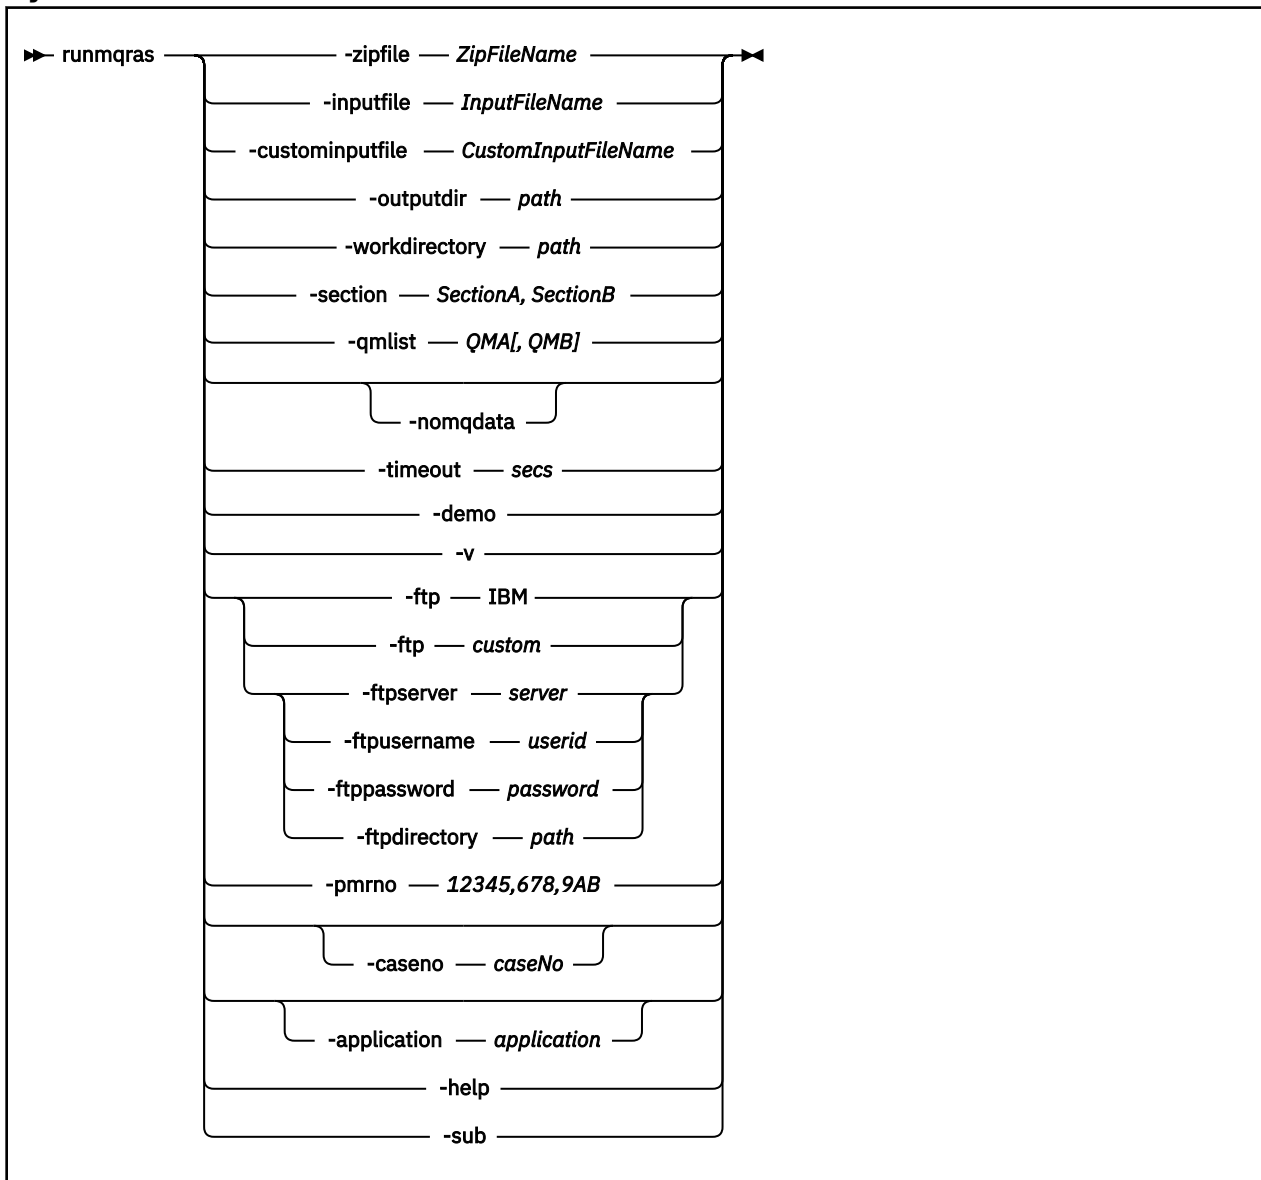 runmqras -zipfile ZipFileName
-inputfile InputFileName
-custominputfile CustomInputFileName
-outputdir path
-workdirectory path
-section SectionA, SectionB
-qmlist QMA[, QMB]
-nomqdata
-timeout secs
-demo
-v
-ftp IBM
-ftp custom
-ftpserver server
-ftpusername userid
-ftppassword password
-ftpdirectory path
-pmrno 12345,678,9AB
-caseno caseNo
-application application
-help
-sub